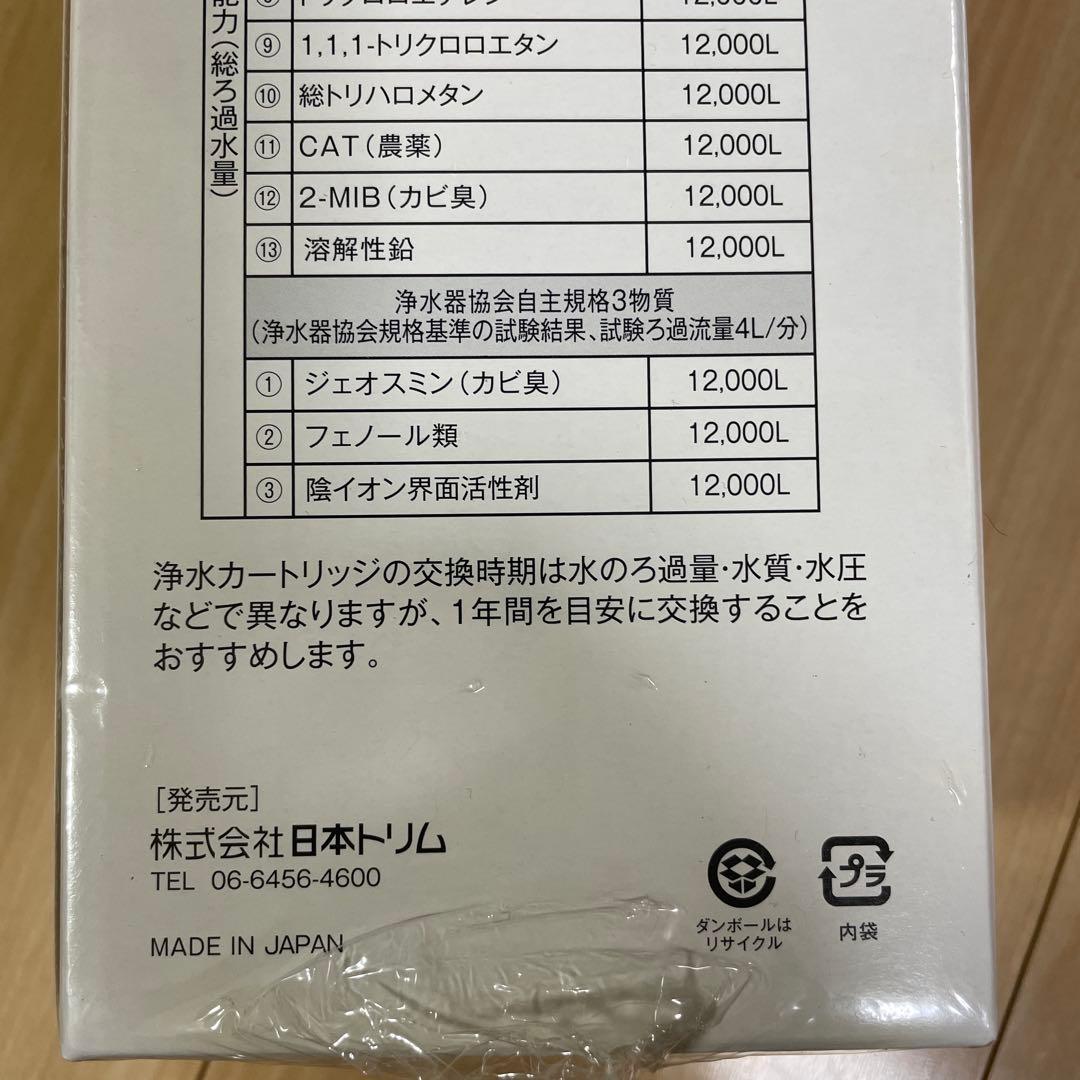 能力（総ろ過水量）
⑨ 1,1,1-トリクロロエタン 12,000L
⑩ 総トリハロメタン 12,000L
⑪ CAT（農薬） 12,000L
⑫ 2-MIB（カビ臭） 12,000L
⑬ 溶解性鉛 12,000L
浄水器協会自主規格3物質
（浄水器協会規格基準の試験結果、試験ろ過流量4L/分）
① ジェオスミン（カビ臭） 12,000L
② フェノール類 12,000L
③ 陰イオン界面活性剤 12,000L
浄水カートリッジの交換時期は水のろ過量・水質・水圧
などで異なりますが、1年間を目安に交換することを
おすすめします。
［発売元］
株式会社日本トリム
TEL 06-6456-4600
MADE IN JAPAN
ダンボールは
リサイクル
プラ
内袋